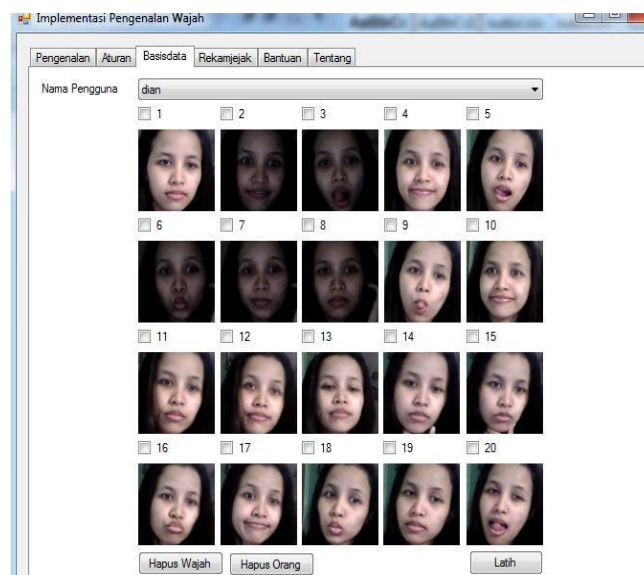 Implementasi Pengenalan Wajah
Pengenalan Aturan Basisdata Rekamjejak Bantuan Tentang
Nama Pengguna dian
1 2 3 4 5
6 7 8 9 10
11 12 13 14 15
16 17 18 19 20
Hapus Wajah Hapus Orang Latih